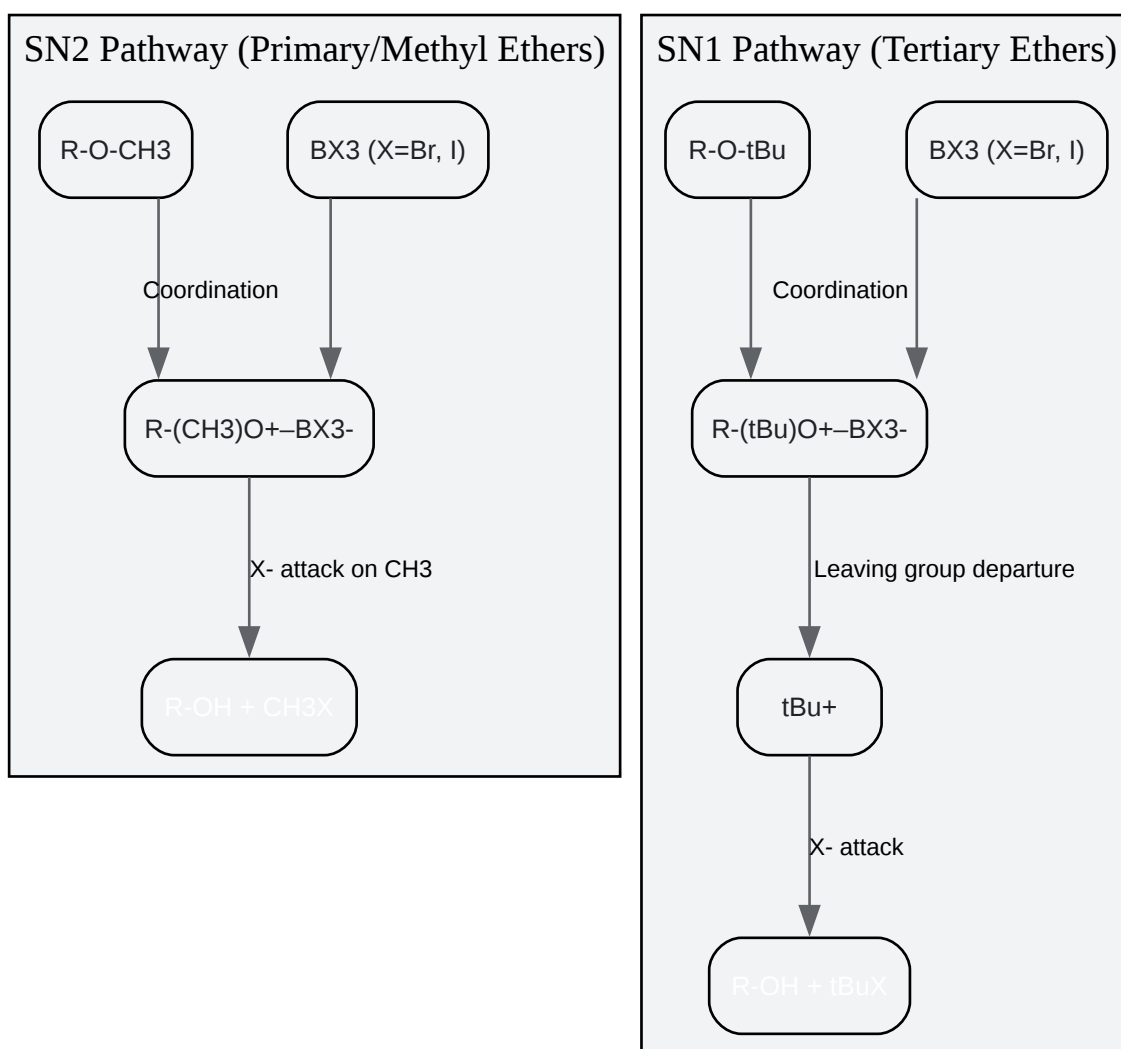 SN2 Pathway (Primary/Methyl Ethers)
R-O-CH3
BX3 (X=Br, I)
Coordination
R-(CH3)O+–BX3-
X- attack on CH3
R-OH + CH3X
SN1 Pathway (Tertiary Ethers)
R-O-tBu
BX3 (X=Br, I)
Coordination
R-(tBu)O+–BX3-
Leaving group departure
tBu+
X- attack
R-OH + tBuX